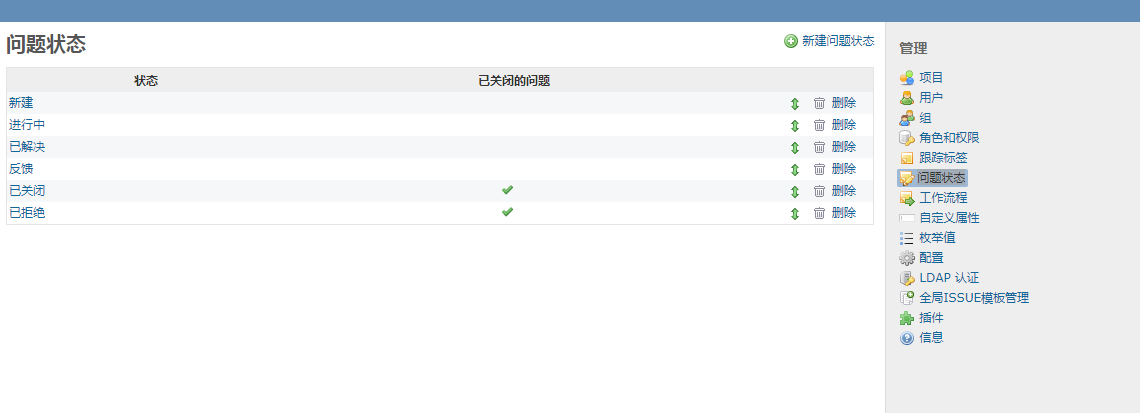 问题状态
新建问题状态
状态 已关闭的问题
新建 删除
进行中 删除
已解决 删除
反馈 删除
已关闭 删除
已拒绝 删除
管理
项目
用户
组
角色和权限
跟踪标签
问题状态
工作流程
自定义属性
枚举值
配置
LDAP 认证
全局ISSUE模板管理
插件
信息